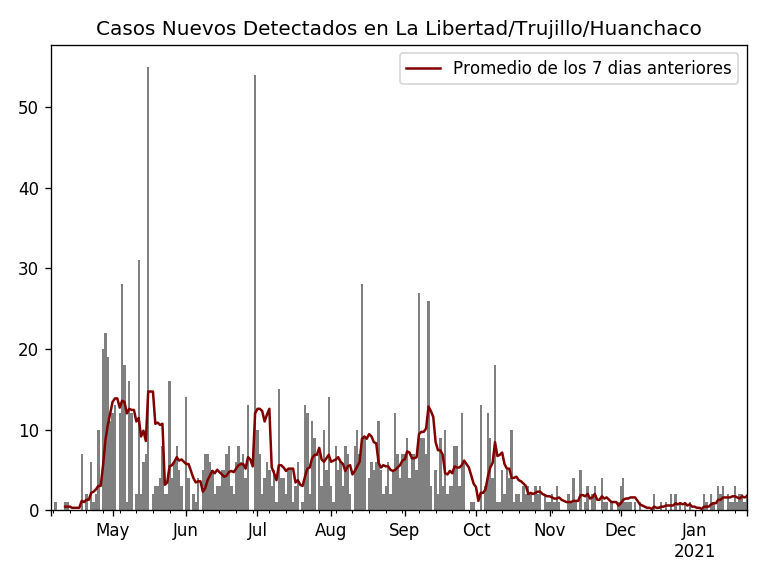 Casos Nuevos Detectados en La Libertad/Trujillo/Huanchaco
Promedio de los 7 dias anteriores
50
40
30
20
10
0
May Jun Jul Aug Sep Oct Nov Dec Jan
2021